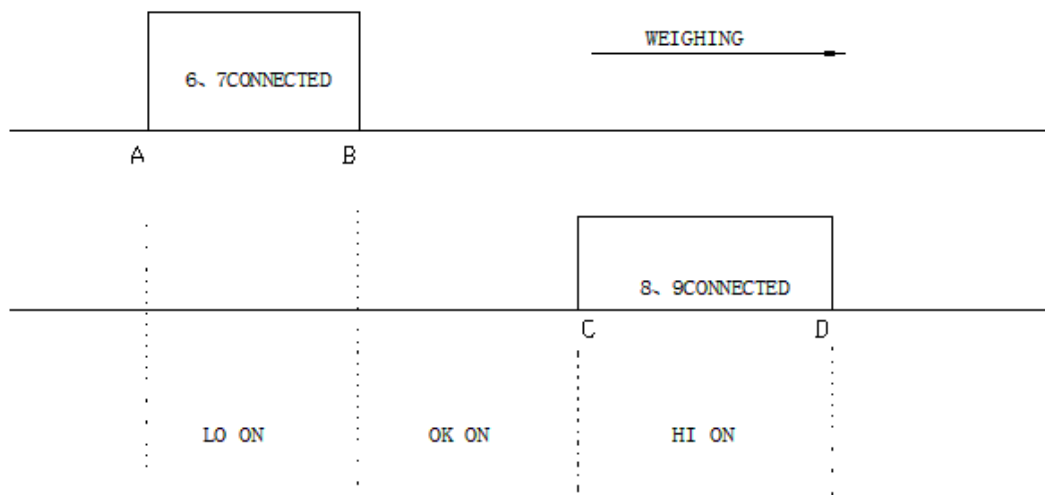 WEIGHING
6、7CONNECTED
A B
8、9CONNECTED
C D
LO ON OK ON HI ON